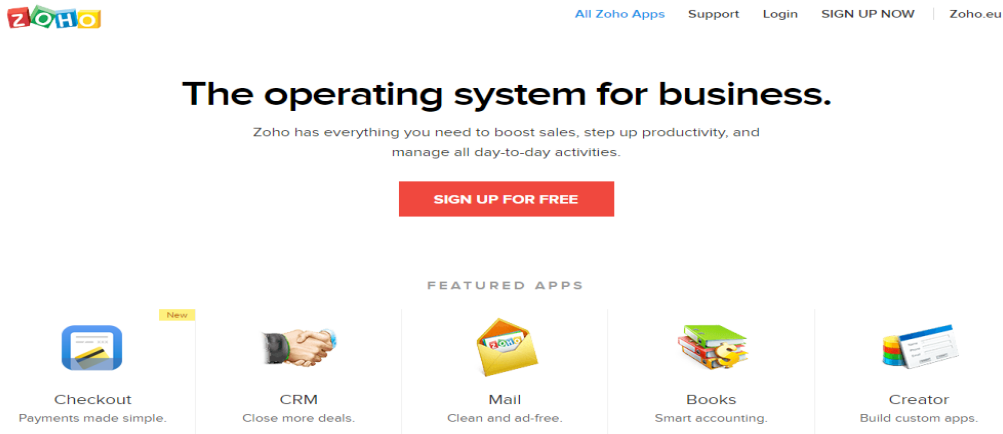 ZOHO
All Zoho Apps Support Login SIGN UP NOW Zoho.eu
The operating system for business.
Zoho has everything you need to boost sales, step up productivity, and
manage all day-to-day activities.
SIGN UP FOR FREE
FEATURED APPS
New
ZOHO
Checkout CRM Mail Books Creator
Payments made simple. Close more deals. Clean and ad-free. Smart accounting. Build custom apps.